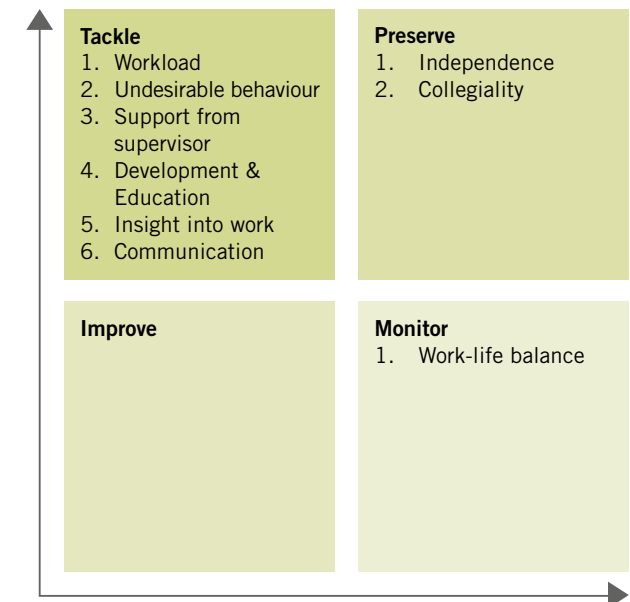 Tackle
1. Workload
2. Undesirable behaviour
3. Support from
supervisor
4. Development &
Education
5. Insight into work
6. Communication
Preserve
1. Independence
2. Collegiality
Improve
Monitor
1. Work-life balance